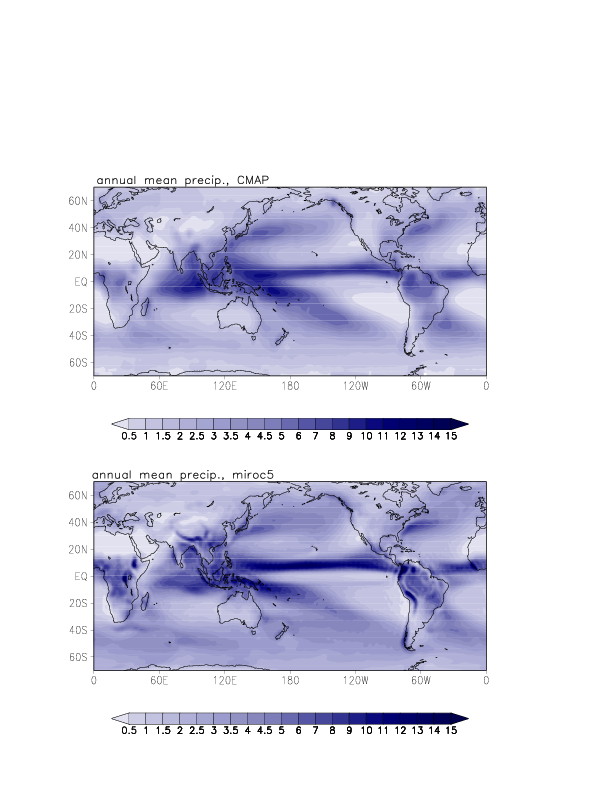 annual mean precip., CMAP
60N
40N
20N
EQ
20S
40S
60S
0 60E 120E 180 120W 60W 0
0.5 1 1.5 2 2.5 3 3.5 4 4.5 5 6 7 8 9 10 11 12 13 14 15
annual mean precip., miroc5
60N
40N
20N
EQ
20S
40S
60S
0 60E 120E 180 120W 60W 0
0.5 1 1.5 2 2.5 3 3.5 4 4.5 5 6 7 8 9 10 11 12 13 14 15